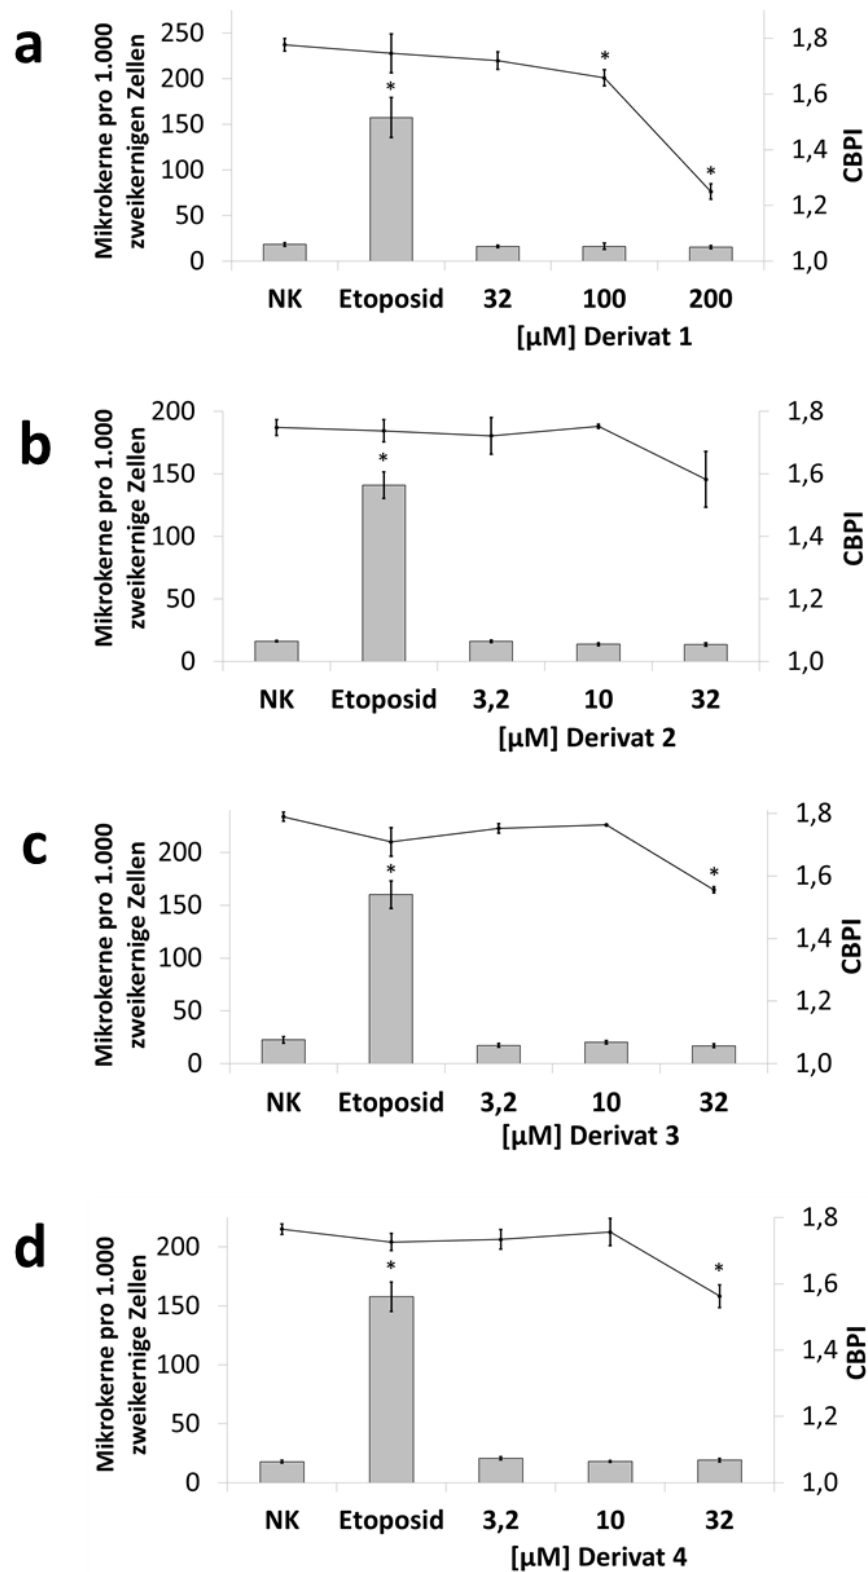 a
Mikrokerne pro 1.000
zweikernigen Zellen
250
200
150
100
50
0
*
*
*
1,8
1,6
1,4
1,2
1,0
CBPI
NK Etoposid 32 100 200
[µM] Derivat 1
b
Mikrokerne pro 1.000
zweikernige Zellen
200
150
100
50
0
*
1,8
1,6
1,4
1,2
1,0
CBPI
NK Etoposid 3,2 10 32
[µM] Derivat 2
c
Mikrokerne pro 1.000
zweikernige Zellen
200
150
100
50
0
*
*
1,8
1,6
1,4
1,2
1,0
CBPI
NK Etoposid 3,2 10 32
[µM] Derivat 3
d
Mikrokerne pro 1.000
zweikernige Zellen
200
150
100
50
0
*
*
1,8
1,6
1,4
1,2
1,0
CBPI
NK Etoposid 3,2 10 32
[µM] Derivat 4